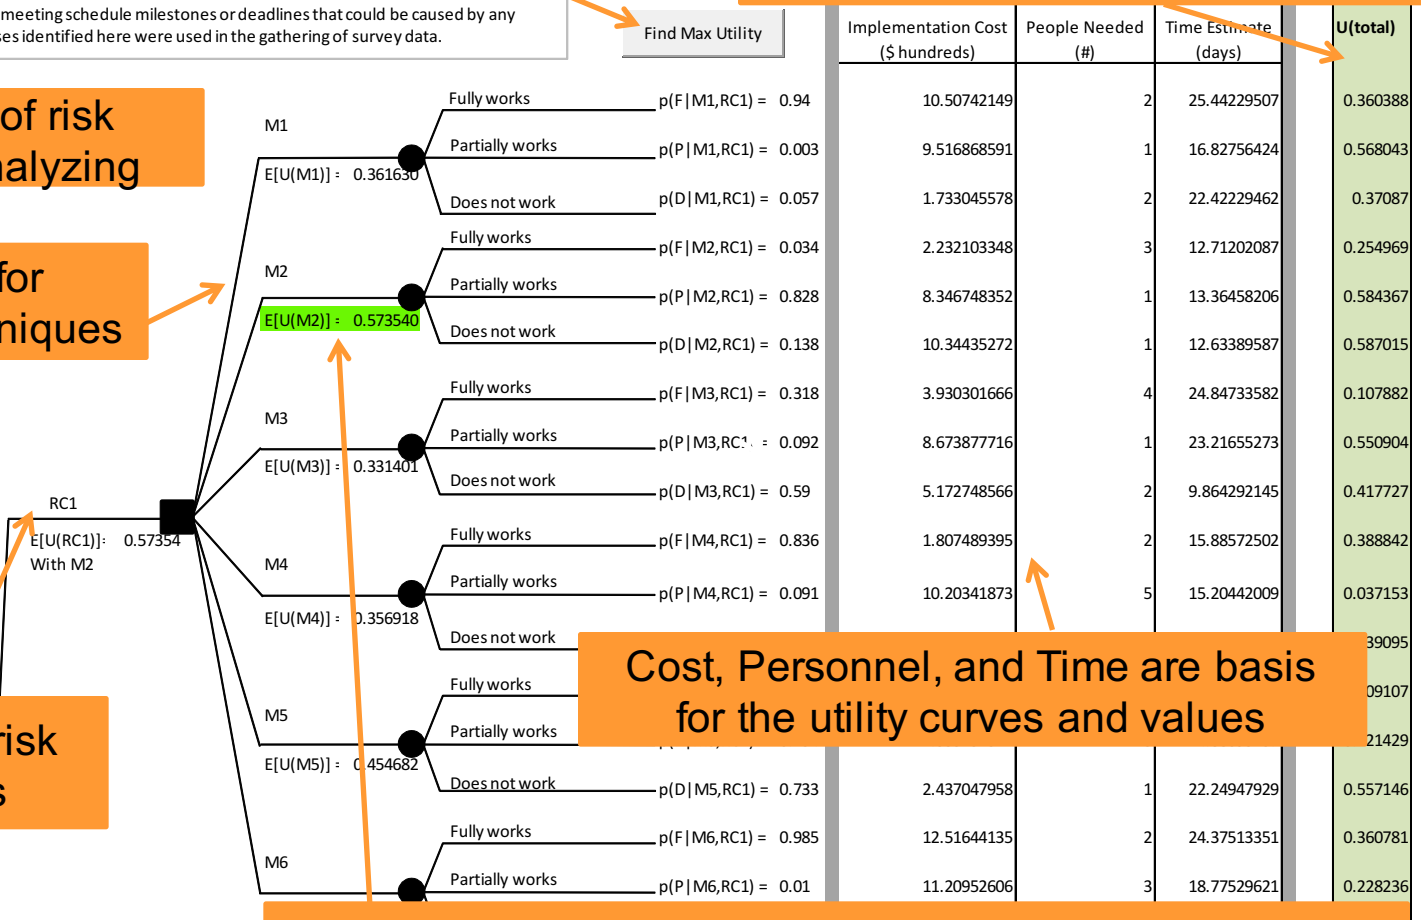 meeting schedule milestones or deadlines that could be caused by any
ses identified here were used in the gathering of survey data.
Find Max Utility
Implementation Cost ($ hundreds) People Needed (#) Time Estimate (days) U(total)
of risk
nalyzing
for
niques
RC1
E[U(RC1)]: 0.57354
With M2
risk
s
M1
E[U(M1)] = 0.361630
Fully works p(F|M1,RC1) = 0.94 10.50742149 2 25.44229507 0.360388
Partially works p(P|M1,RC1) = 0.003 9.516868591 1 16.82756424 0.568043
Does not work p(D|M1,RC1) = 0.057 1.733045578 2 22.42229462 0.37087
M2
E[U(M2)] = 0.573540
Fully works p(F|M2,RC1) = 0.034 2.232103348 3 12.71202087 0.254969
Partially works p(P|M2,RC1) = 0.828 8.346748352 1 13.36458206 0.584367
Does not work p(D|M2,RC1) = 0.138 10.34435272 1 12.63389587 0.587015
M3
E[U(M3)] = 0.331401
Fully works p(F|M3,RC1) = 0.318 3.930301666 4 24.84733582 0.107882
Partially works p(P|M3,RC1 = 0.092 8.673877716 1 23.21655273 0.550904
Does not work p(D|M3,RC1) = 0.59 5.172748566 2 9.864292145 0.417727
M4
E[U(M4)] = 0.356918
Fully works p(F|M4,RC1) = 0.836 1.807489395 2 15.88572502 0.388842
Partially works p(P|M4,RC1) = 0.091 10.20341873 5 15.20442009 0.037153
Does not work 39095
Cost, Personnel, and Time are basis
for the utility curves and values
M5
E[U(M5)] = 0.454682
Fully works 09107
Partially works 21429
Does not work p(D|M5,RC1) = 0.733 2.437047958 1 22.24947929 0.557146
M6
Fully works p(F|M6,RC1) = 0.985 12.51644135 2 24.37513351 0.360781
Partially works p(P|M6,RC1) = 0.01 11.20952606 3 18.77529621 0.228236